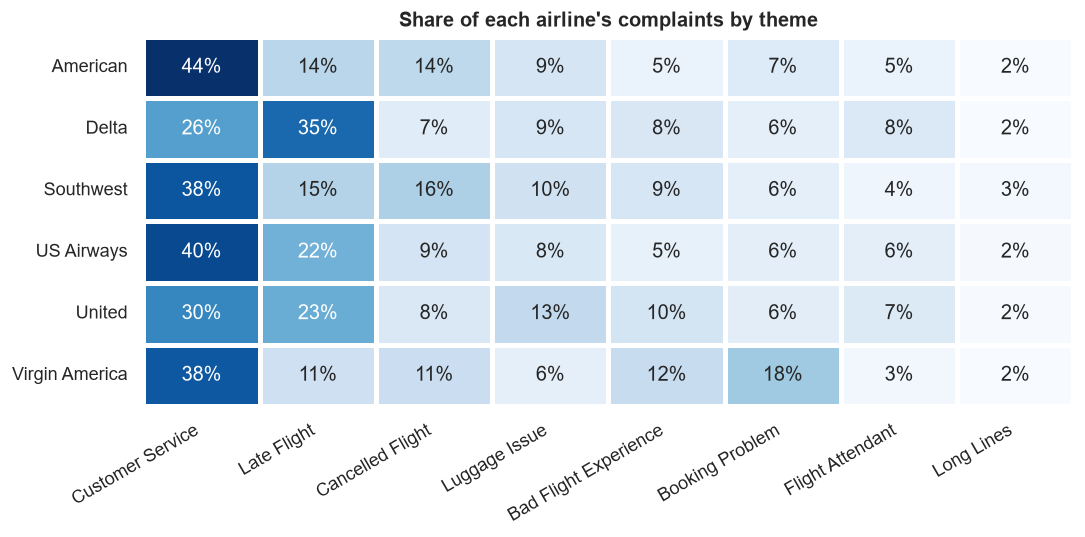 Share of each airline's complaints by theme
American 44% 14% 14% 9% 5% 7% 5% 2%
Delta 26% 35% 7% 9% 8% 6% 8% 2%
Southwest 38% 15% 16% 10% 9% 6% 4% 3%
US Airways 40% 22% 9% 8% 5% 6% 6% 2%
United 30% 23% 8% 13% 10% 6% 7% 2%
Virgin America 38% 11% 11% 6% 12% 18% 3% 2%
Customer Service
Late Flight
Cancelled Flight
Luggage Issue
Bad Flight Experience
Booking Problem
Flight Attendant
Long Lines